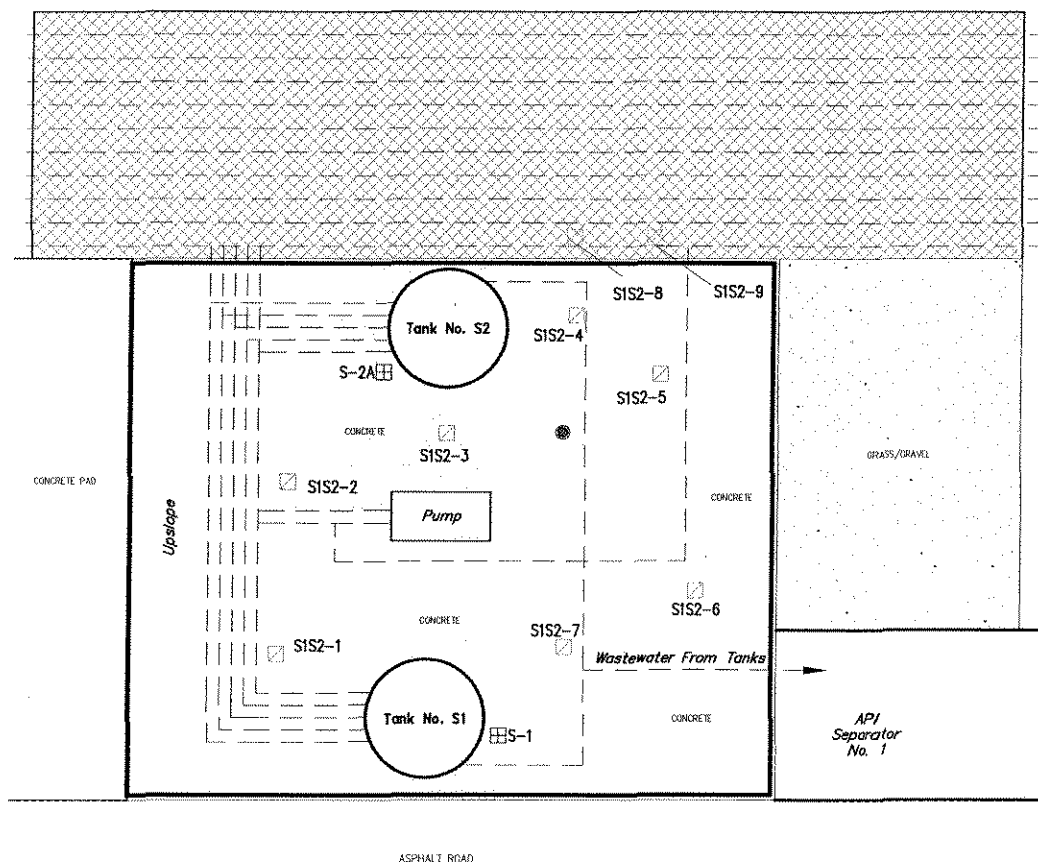 S1S2-8
S1S2-9
Tank No. S2
S1S2-4
S-2A
S1S2-5
CONCRETE
S1S2-3
GRASS/GRAVEL
CONCRETE PAD
S1S2-2
CONCRETE
Upslope
Pump
S1S2-6
CONCRETE
S1S2-7
S1S2-1
Wastewater From Tanks
Tank No. S1
S-1
CONCRETE
API
Separator
No. 1
ASPHALT ROAD